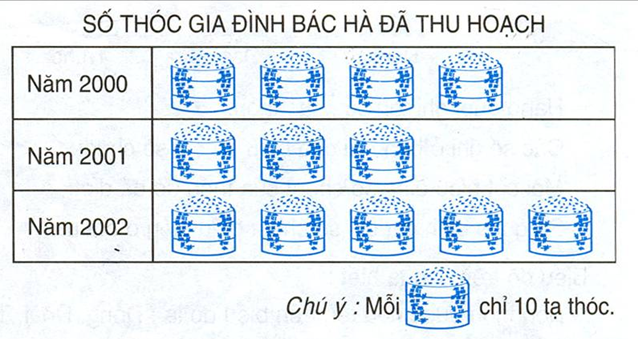 SỐ THÓC GIA ĐÌNH BÁC HÀ ĐÃ THU HOẠCH
Năm 2000
Năm 2001
Năm 2002
Chú ý : Mỗi chỉ 10 tạ thóc.